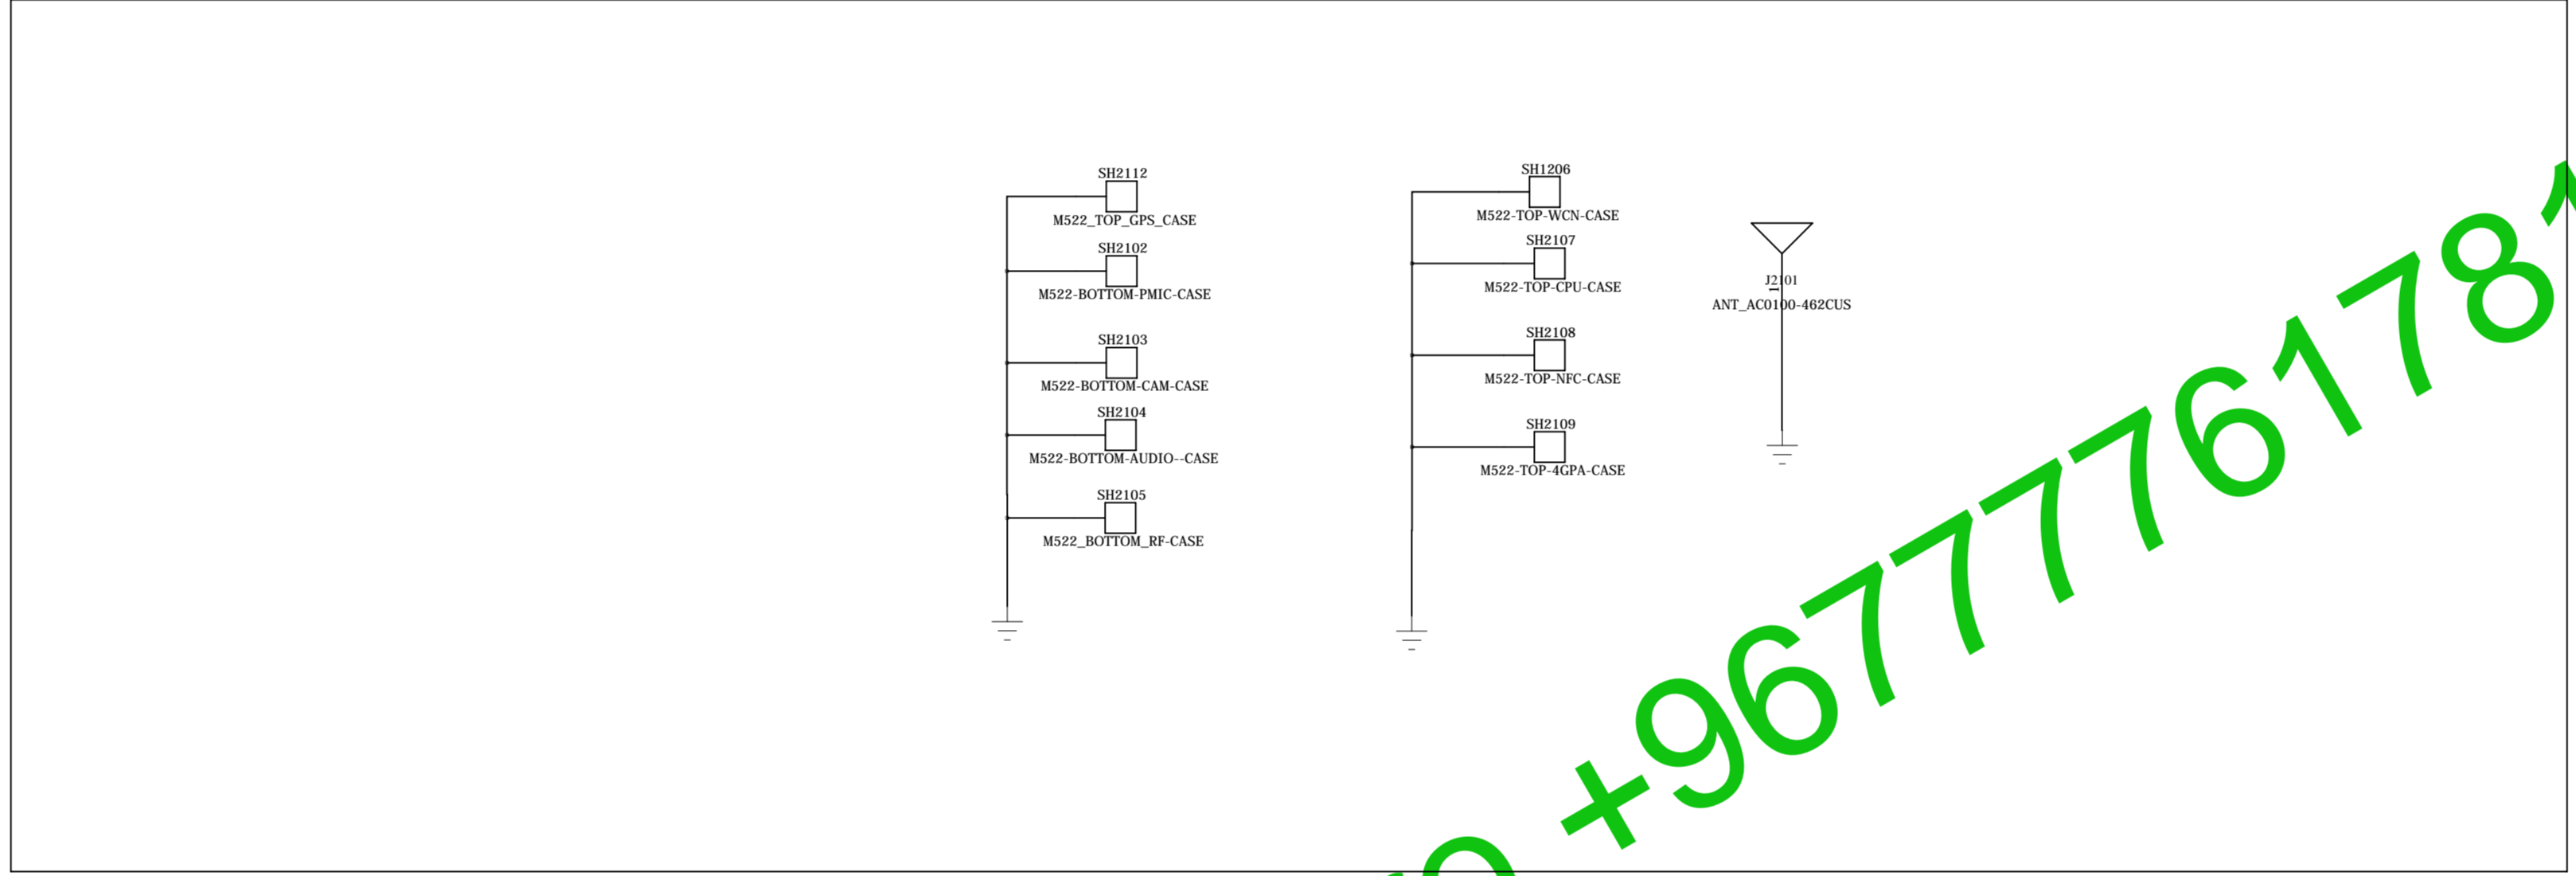 SH2112
M522_TOP_GPS_CASE
SH2102
M522-BOTTOM-PMIC-CASE
SH2103
M522-BOTTOM-CAM-CASE
SH2104
M522-BOTTOM-AUDIO--CASE
SH2105
M522_BOTTOM_RF-CASE
SH1206
M522-TOP-WCN-CASE
SH2107
M522-TOP-CPU-CASE
SH2108
M522-TOP-NFC-CASE
SH2109
M522-TOP-4GPA-CASE
J2101
1
ANT_AC0100-462CUS
+96777761781